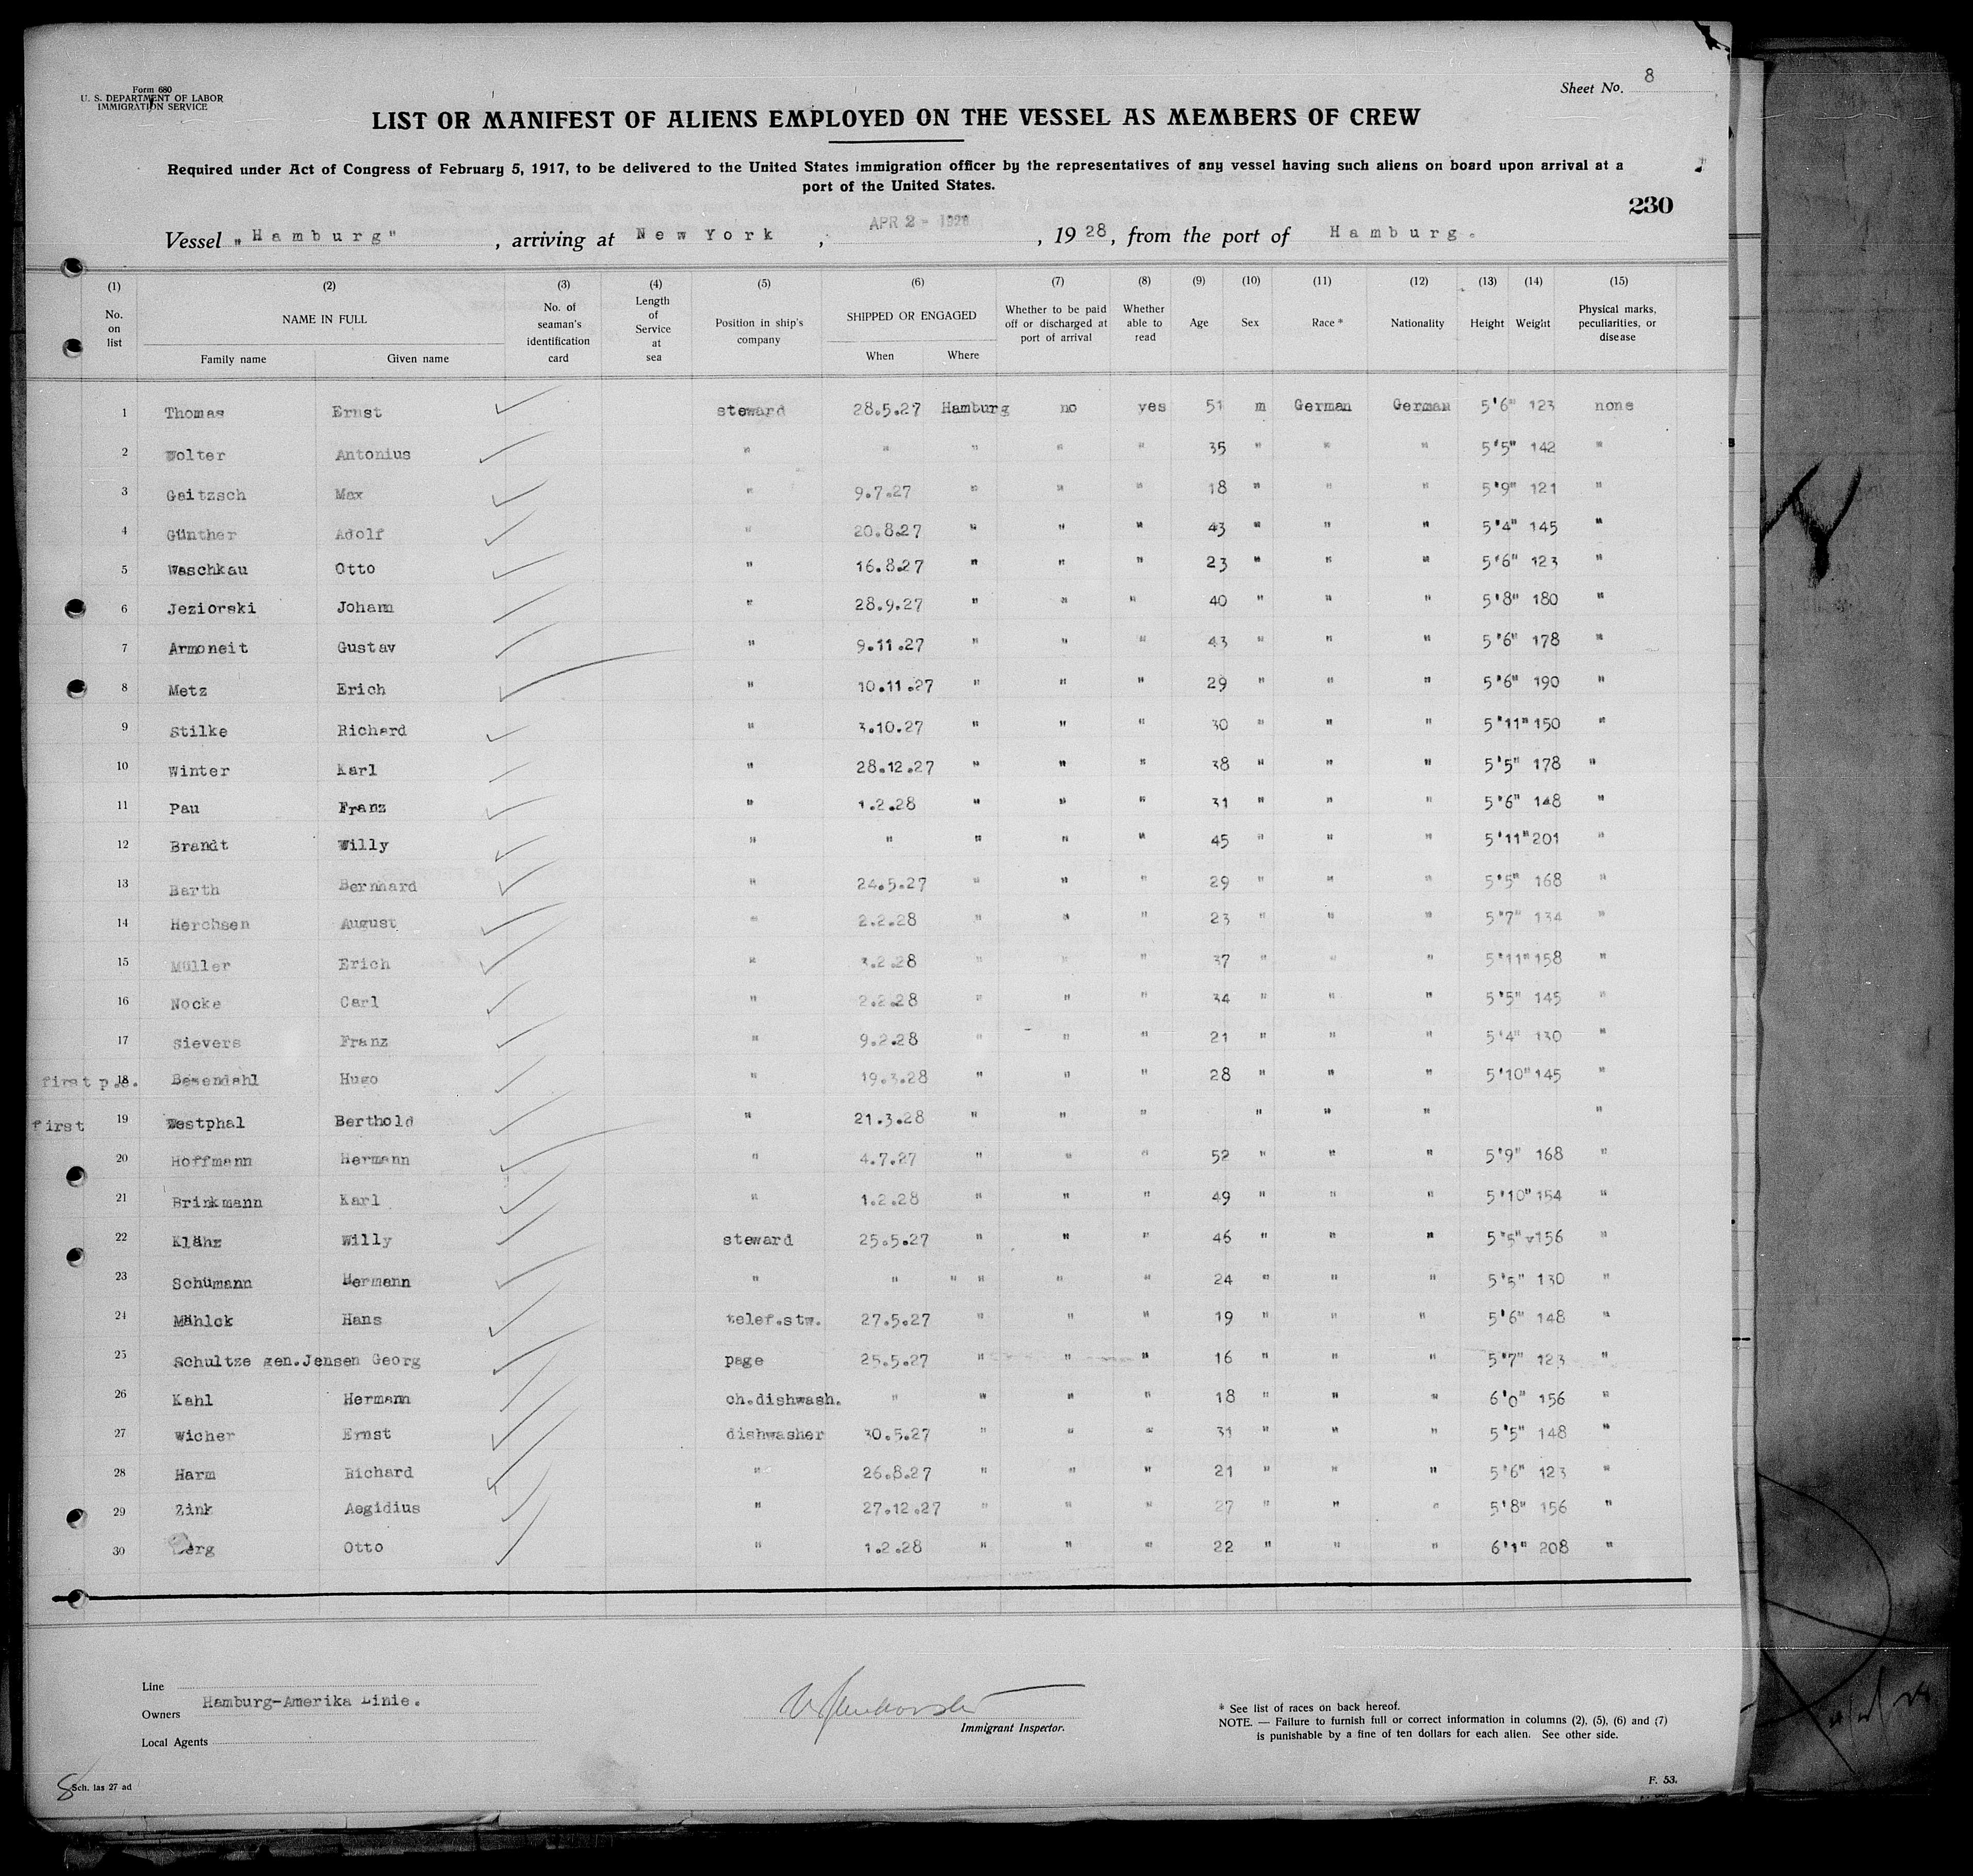 Form 680
U. S. DEPARTMENT OF LABOR
IMMIGRATION SERVICE
Sheet No. 8
LIST OR MANIFEST OF ALIENS EMPLOYED ON THE VESSEL AS MEMBERS OF CREW
Required under Act of Congress of February 5, 1917, to be delivered to the United States immigration officer by the representatives of any vessel having such aliens on board upon arrival at a
port of the United States.
230
Vessel „Hamburg", arriving at New York, APR 2 - 1928, 1928, from the port of Hamburg.
(1) (2) (3) (4) (5) (6) (7) (8) (9) (10) (11) (12) (13) (14) (15)
No. on list NAME IN FULL No. of seaman's identification card Length of Service at sea Position in ship's company SHIPPED OR ENGAGED Whether to be paid off or discharged at port of arrival Whether able to read Age Sex Race * Nationality Height Weight Physical marks, peculiarities, or disease
Family name Given name When Where
1 Thomas Ernst steward 28.5.27 Hamburg no yes 51 m German German 5'6" 123 none
2 Wolter Antonius " " " " " 35 " " " 5'5" 142 "
3 Geitzsch Max " 9.7.27 " " " 18 " " " 5'9" 121 "
4 Günther Adolf " 20.8.27 " " " 43 " " " 5'4" 145 "
5 Waschkau Otto " 16.8.27 " " " 23 " " " 5'6" 123 "
6 Jeziorski Johann " 28.9.27 " " " 40 " " " 5'8" 180 "
7 Armoneit Gustav " 9.11.27 " " " 43 " " " 5'6" 178 "
8 Metz Erich " 10.11.27 " " " 29 " " " 5'6" 190 "
9 Stilke Richard " 3.10.27 " " " 30 " " " 5'11" 150 "
10 Winter Karl " 28.12.27 " " " 38 " " " 5'5" 178 "
11 Pau Franz " 1.2.28 " " " 31 " " " 5'6" 148 "
12 Brandt Willy " " " " " 45 " " " 5'11" 201 "
13 Barth Bernhard " 24.5.27 " " " 29 " " " 5'5" 168 "
14 Herchsen August " 2.2.28 " " " 23 " " " 5'7" 134 "
15 Müller Erich " 3.2.28 " " " 37 " " " 5'11" 158 "
16 Nocke Carl " 2.2.28 " " " 34 " " " 5'5" 145 "
17 Sievers Franz " 9.2.28 " " " 21 " " " 5'4" 130 "
first p.s. 18 Besendahl Hugo " 19.3.28 " " " 28 " " " 5'10" 145 "
first 19 Westphal Berthold " 21.3.28 " " " " " " "
20 Hoffmann Hermann " 4.7.27 " " " 52 " " " 5'9" 168 "
21 Brinkmann Karl " 1.2.28 " " " 49 " " " 5'10" 154 "
22 Klähz Willy steward 25.5.27 " " " 46 " " " 5'5" 156 "
23 Schümann Hermann " " " " " " 24 " " " 5'5" 130 "
24 Mählck Hans telef.stw. 27.5.27 " " " 19 " " " 5'6" 148 "
25 Schultze gen.Jensen Georg page 25.5.27 " " " 16 " " " 5'7" 123 "
26 Kahl Hermann ch.dishwash. " " " " 18 " " " 6'0" 156 "
27 Wicher Ernst dishwasher 30.5.27 " " " 31 " " " 5'5" 148 "
28 Harm Richard " 26.8.27 " " " 21 " " " 5'6" 123 "
29 Zink Aegidius " 27.12.27 " " " 27 " " " 5'8" 156 "
30 Berg Otto " 1.2.28 " " " 22 " " " 6'1" 208 "
Line
Owners Hamburg-Amerika Linie.
Local Agents
Immigrant Inspector.
* See list of races on back hereof.
NOTE. — Failure to furnish full or correct information in columns (2), (5), (6) and (7)
is punishable by a fine of ten dollars for each alien. See other side.
8 Sch. las 27 ad
F. 53.